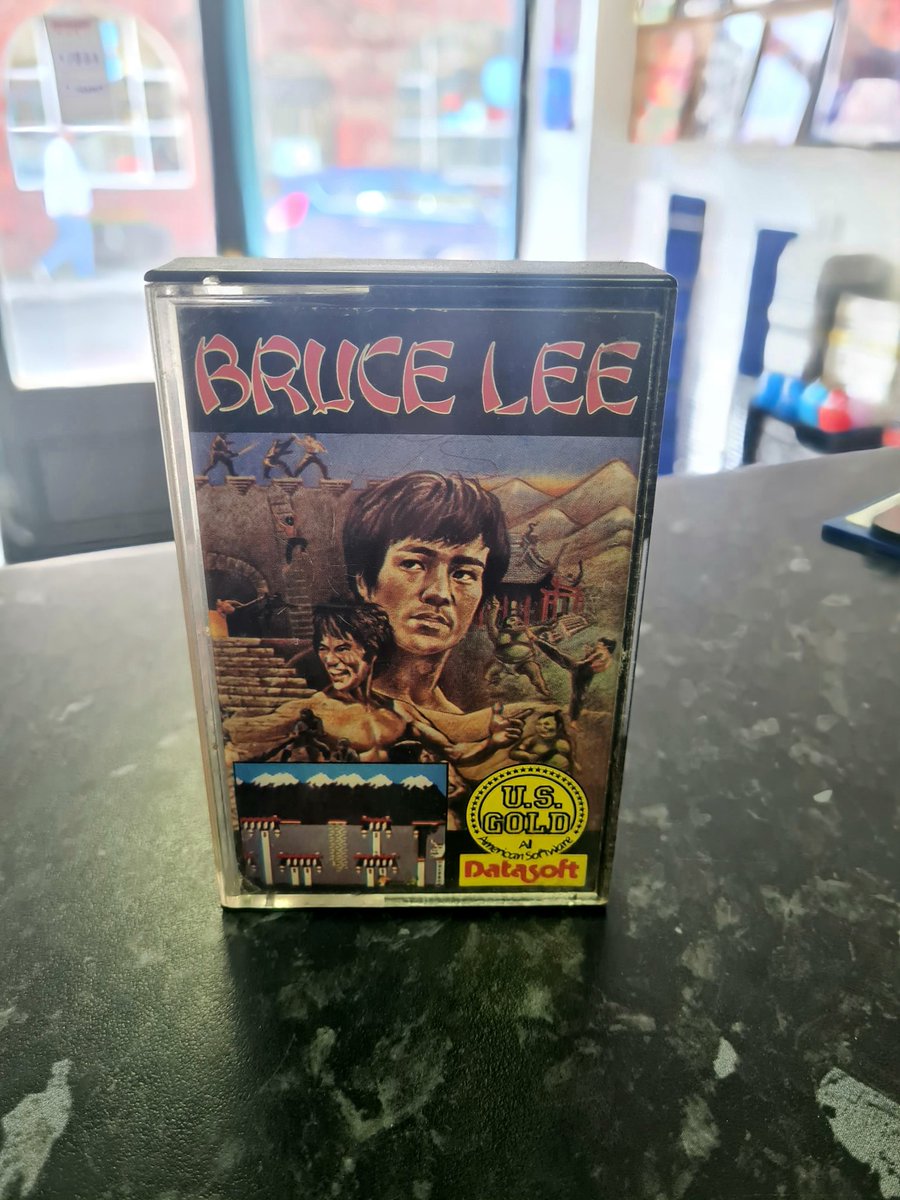 BRUCE LEE
U.S.
GOLD
All
American Software
Datasoft